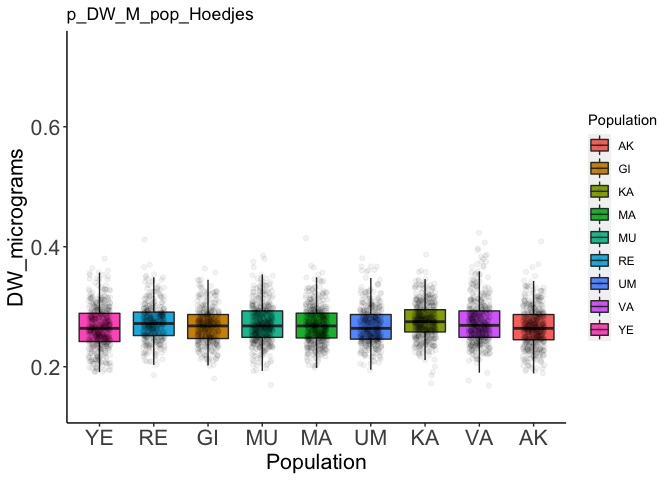 p_DW_M_pop_Hoedjes
DW_micrograms
0.6
0.4
0.2
YE RE GI MU MA UM KA VA AK
Population
Population
AK
GI
KA
MA
MU
RE
UM
VA
YE